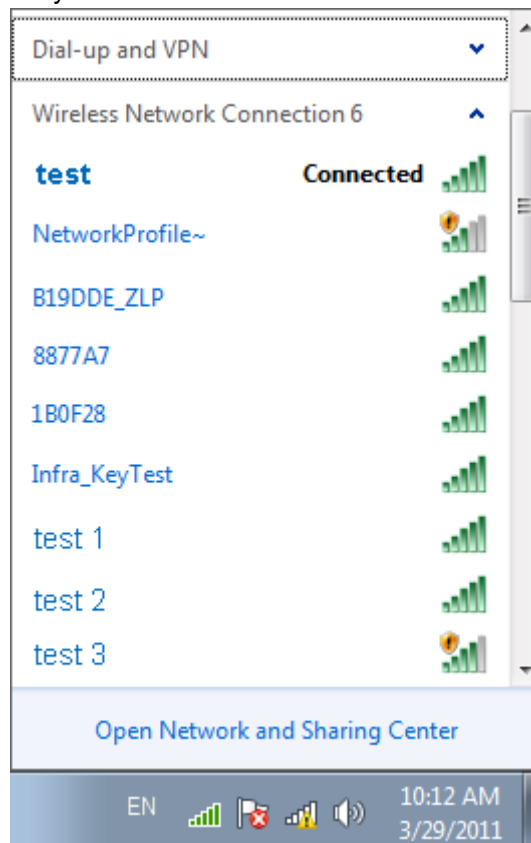 Dial-up and VPN
Wireless Network Connection 6
test Connected
NetworkProfile~
B19DDE_ZLP
8877A7
1B0F28
Infra_KeyTest
test 1
test 2
test 3
Open Network and Sharing Center
EN 10:12 AM
3/29/2011